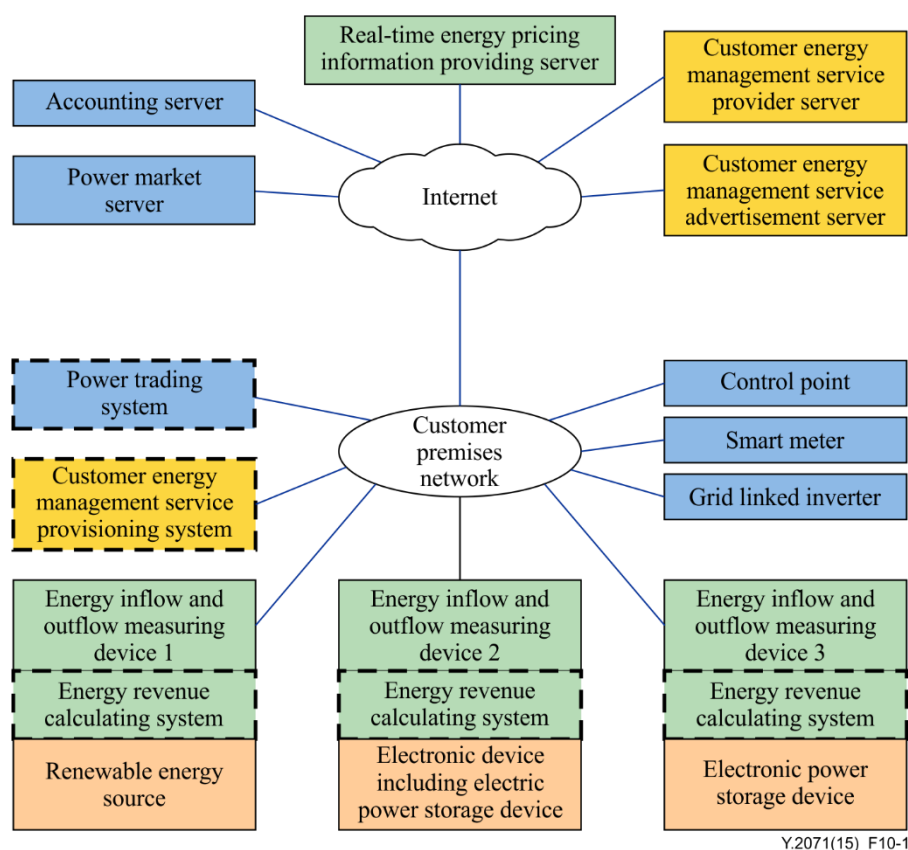 Real-time energy pricing
information providing server
Customer energy
management service
provider server
Accounting server
Power market
server
Internet
Customer energy
management service
advertisement server
Power trading
system
Control point
Customer
premises
network
Smart meter
Customer energy
management service
provisioning system
Grid linked inverter
Energy inflow and
outflow measuring
device 1
Energy revenue
calculating system
Renewable energy
source
Energy inflow and
outflow measuring
device 2
Energy revenue
calculating system
Electronic device
including electric
power storage device
Energy inflow and
outflow measuring
device 3
Energy revenue
calculating system
Electronic power
storage device
Y.2071(15)_F10-1